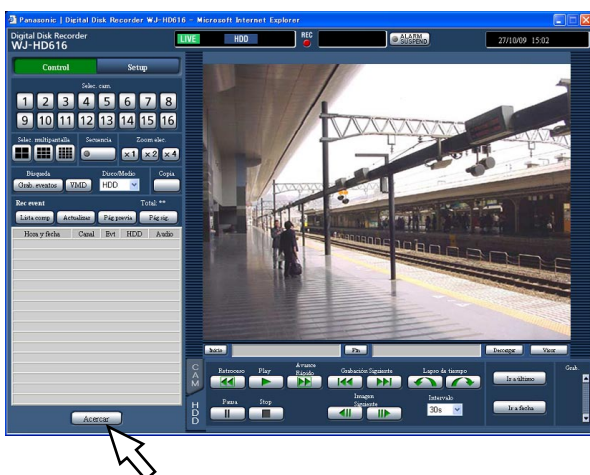 Panasonic | Digital Disk Recorder WJ-HD616 - Microsoft Internet Explorer
Digital Disk Recorder
WJ-HD616
LIVE HDD REC ALARM SUSPEND 27/10/09 15:02
Control Setup
Selec. cam.
1 2 3 4 5 6 7 8
9 10 11 12 13 14 15 16
Selec. multipantalla Secuencia Zoom elec.
x1 x2 x4
Búsqueda Disco/Medio Copia
Grab. eventos VMD HDD
Rec event Total: **
Lista comp Actualizar Pág previa Pág sig.
Hora y fecha Canal Evt HDD Audio
Inicio Fin Descargar Visor
CAM
Retroceso Play Avance Rápido Grabación Siguiente Lapso de tiempo Grab.
Ir a último
HDD
Pausa Stop Imagen Siguiente Intervalo
30s Ir a fecha
Acercar